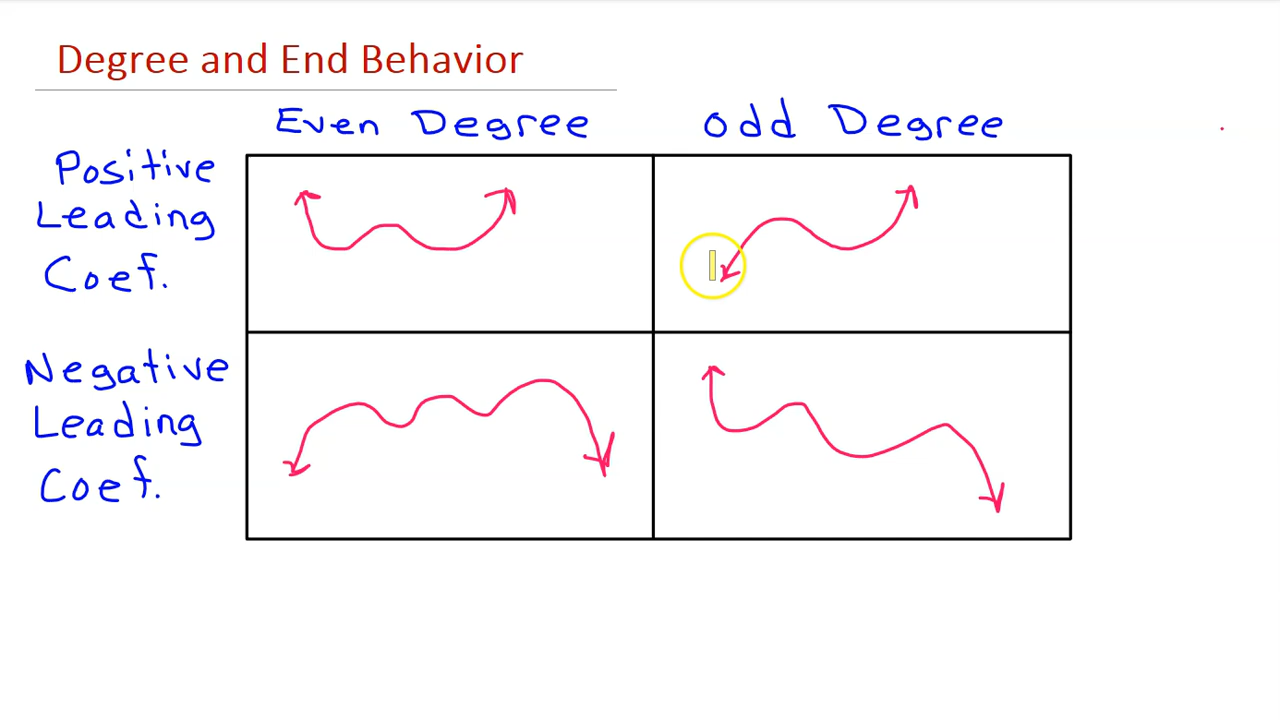 Degree and End Behavior
Even Degree
Odd Degree
Positive
Leading
Coef.
Negative
Leading
Coef.